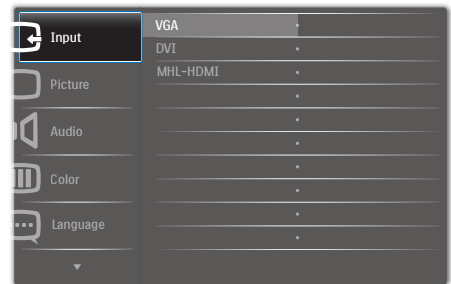 Input
Picture
Audio
Color
Language
VGA
DVI
MHL-HDMI